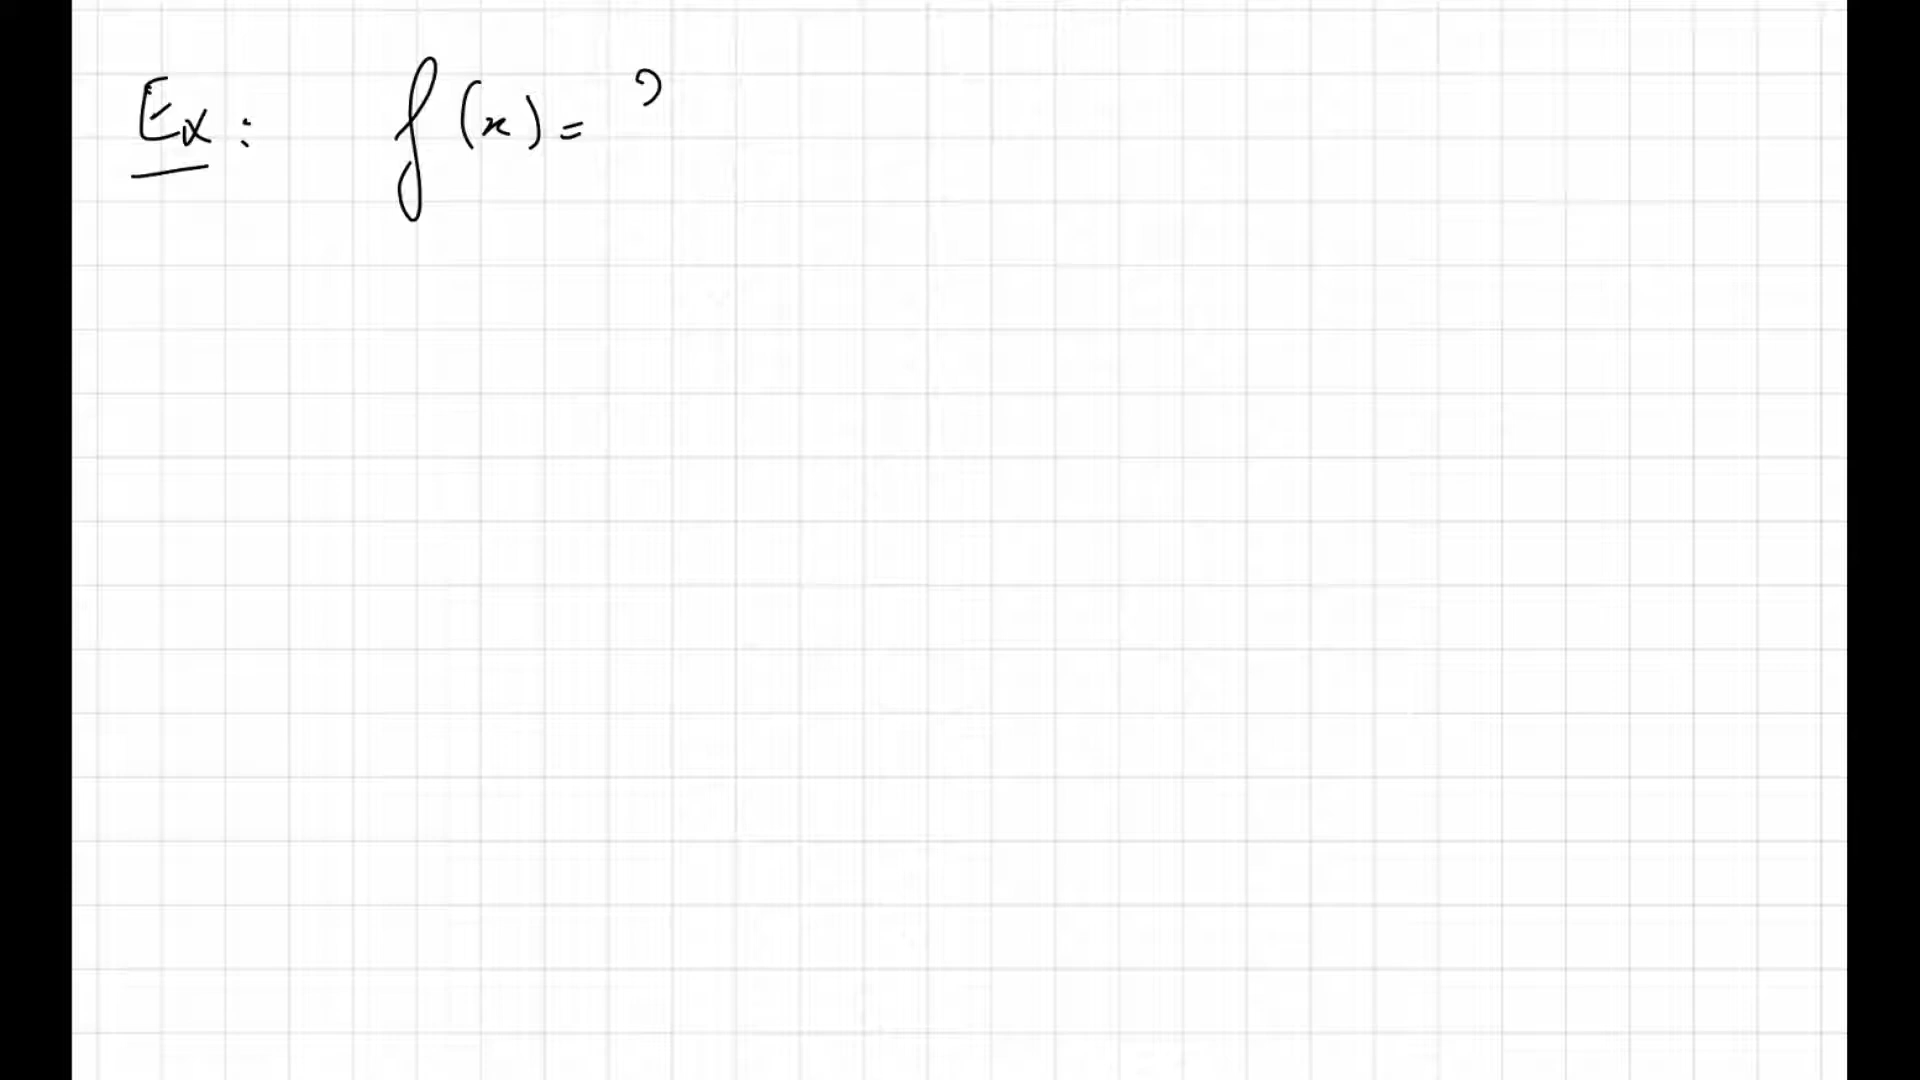 Ex: f(x) =